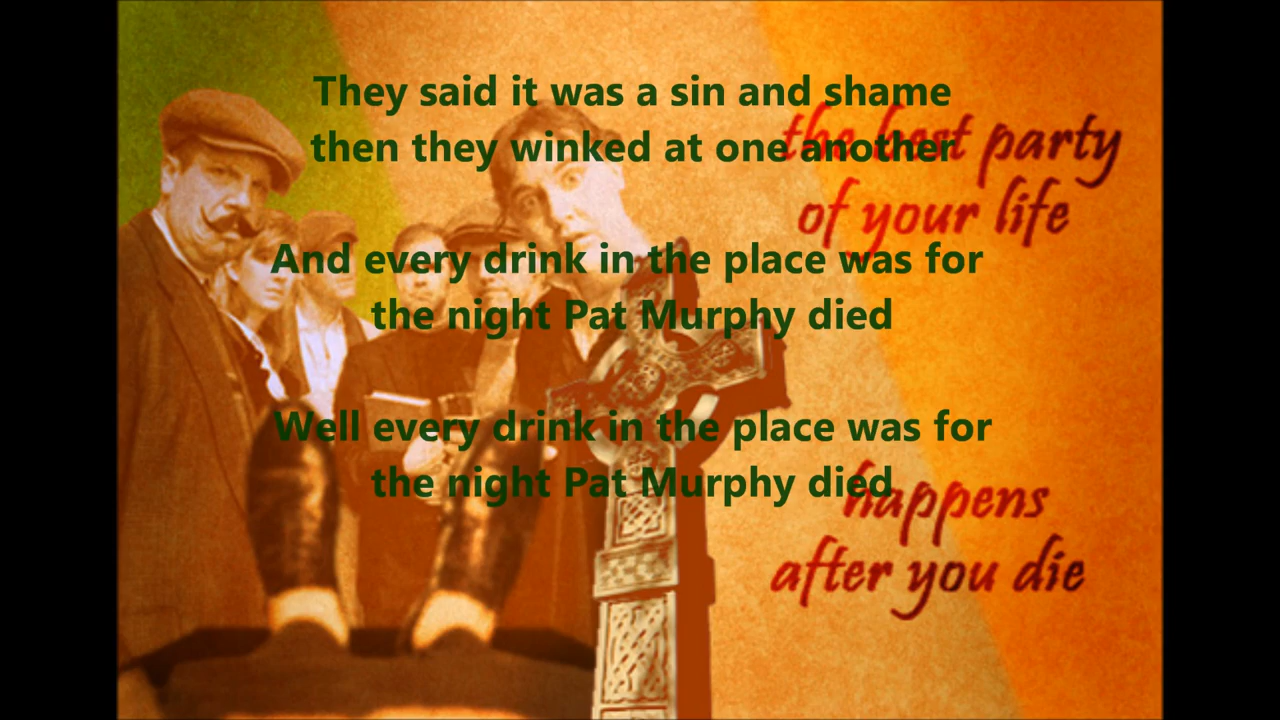 They said it was a sin and shame
then they winked at one another
the best party
of your life
And every drink in the place was for
the night Pat Murphy died
Well every drink in the place was for
the night Pat Murphy died
happens
after you die